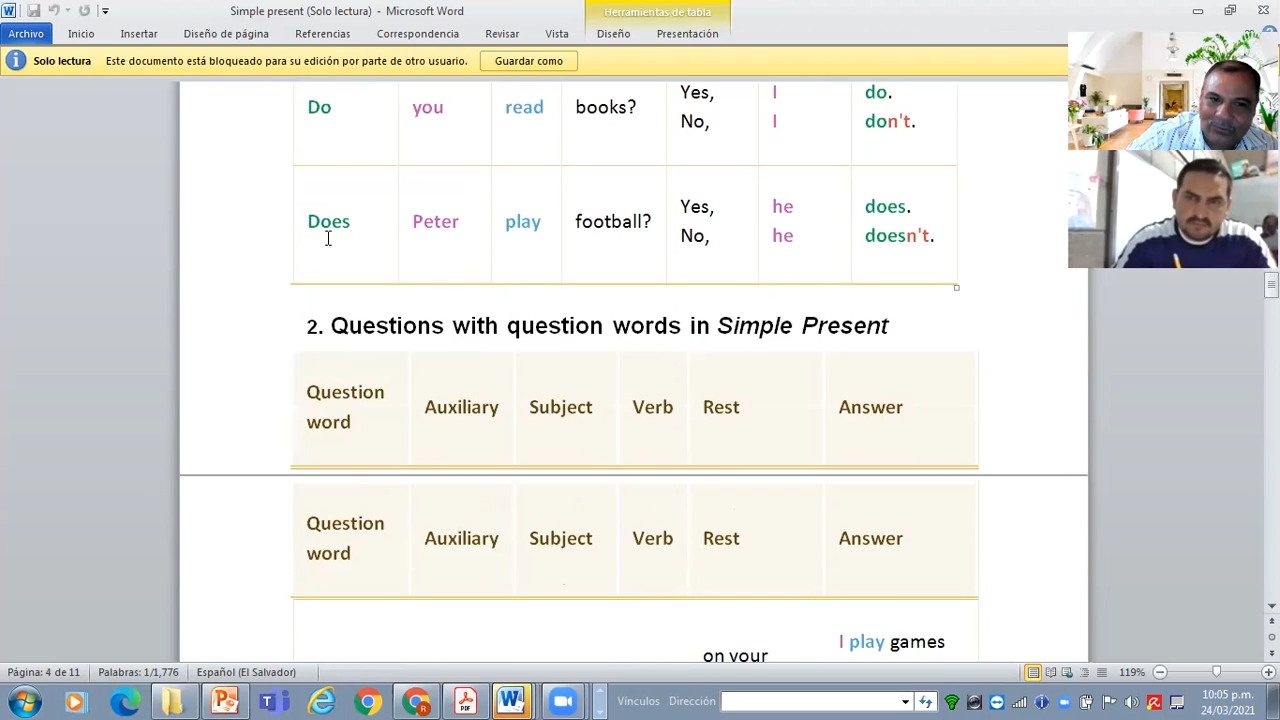 Simple present (Solo lectura) - Microsoft Word
Herramientas de tabla
Archivo Inicio Insertar Diseño de página Referencias Correspondencia Revisar Vista Diseño Presentación
Solo lectura Este documento está bloqueado para su edición por parte de otro usuario. Guardar como
Do you read books? Yes, I do.
No, I don't.
Does Peter play football? Yes, he does.
No, he doesn't.
2. Questions with question words in Simple Present
Question word Auxiliary Subject Verb Rest Answer
Question word Auxiliary Subject Verb Rest Answer
I play games
on your
Página: 4 de 11 Palabras: 1/1,776 Español (El Salvador) 119%
Vínculos Dirección 10:05 p.m.
24/03/2021